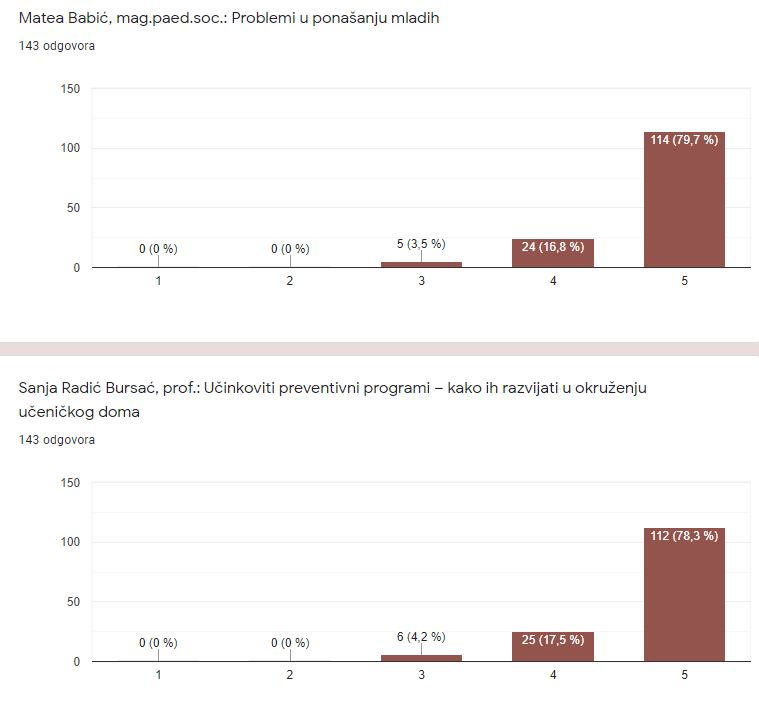 Matea Babić, mag.paed.soc.: Problemi u ponašanju mladih
143 odgovora
150
100
50
0
0 (0 %)
0 (0 %)
5 (3,5 %)
24 (16,8 %)
114 (79,7 %)
1 2 3 4 5
Sanja Radić Bursać, prof.: Učinkoviti preventivni programi – kako ih razvijati u okruženju
učeničkog doma
143 odgovora
150
100
50
0
0 (0 %)
0 (0 %)
6 (4,2 %)
25 (17,5 %)
112 (78,3 %)
1 2 3 4 5